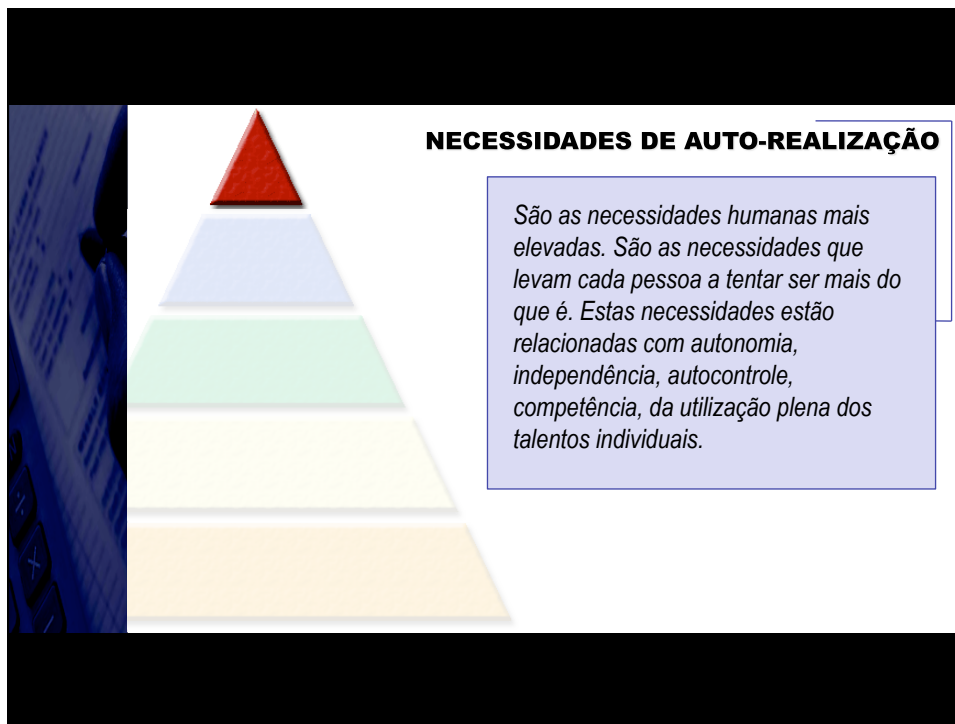 NECESSIDADES DE AUTO-REALIZAÇÃO
São as necessidades humanas mais
elevadas. São as necessidades que
levam cada pessoa a tentar ser mais do
que é. Estas necessidades estão
relacionadas com autonomia,
independência, autocontrole,
competência, da utilização plena dos
talentos individuais.